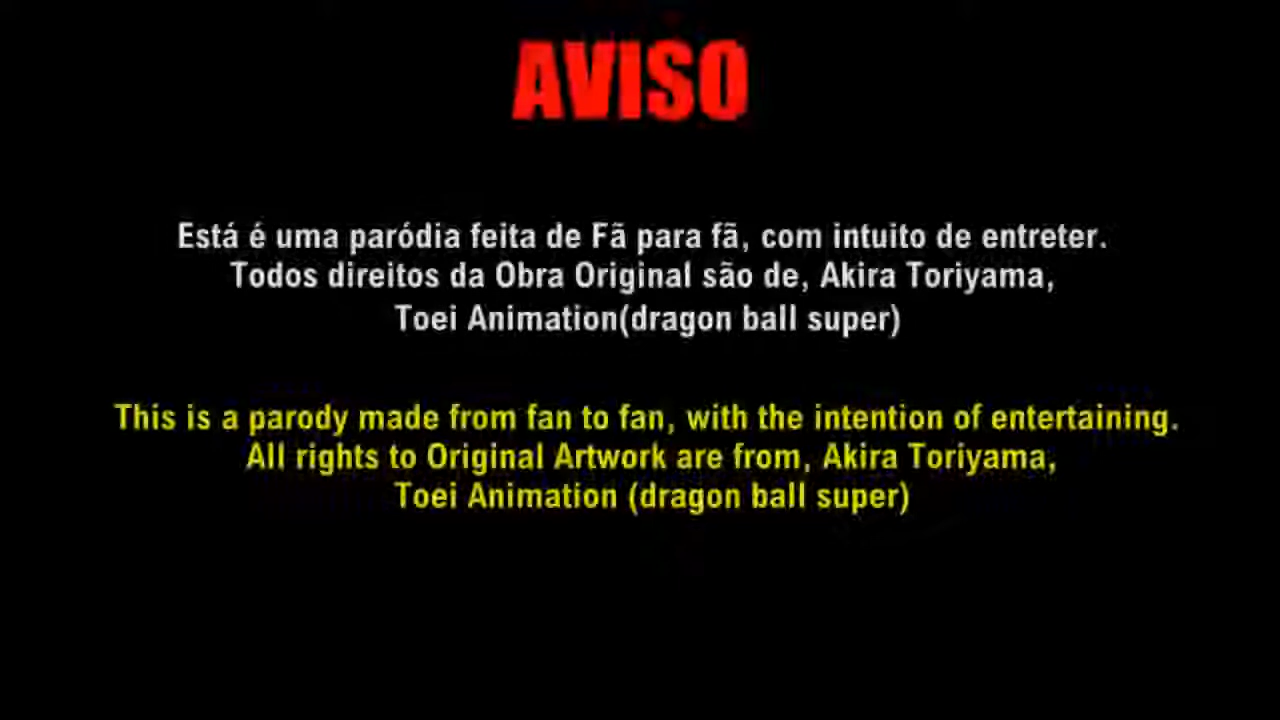 AVISO
Está é uma paródia feita de Fã para fã, com intuito de entreter.
Todos direitos da Obra Original são de, Akira Toriyama,
Toei Animation(dragon ball super)
This is a parody made from fan to fan, with the intention of entertaining.
All rights to Original Artwork are from, Akira Toriyama,
Toei Animation (dragon ball super)